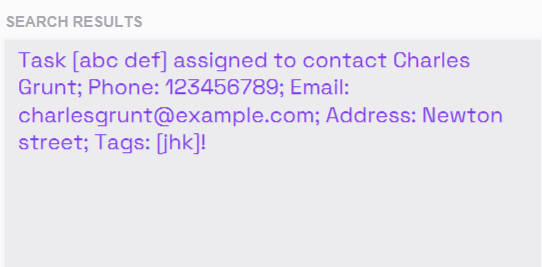 SEARCH RESULTS
Task [abc def] assigned to contact Charles
Grunt; Phone: 123456789; Email:
charlesgrunt@example.com; Address: Newton
street; Tags: [jhk]!